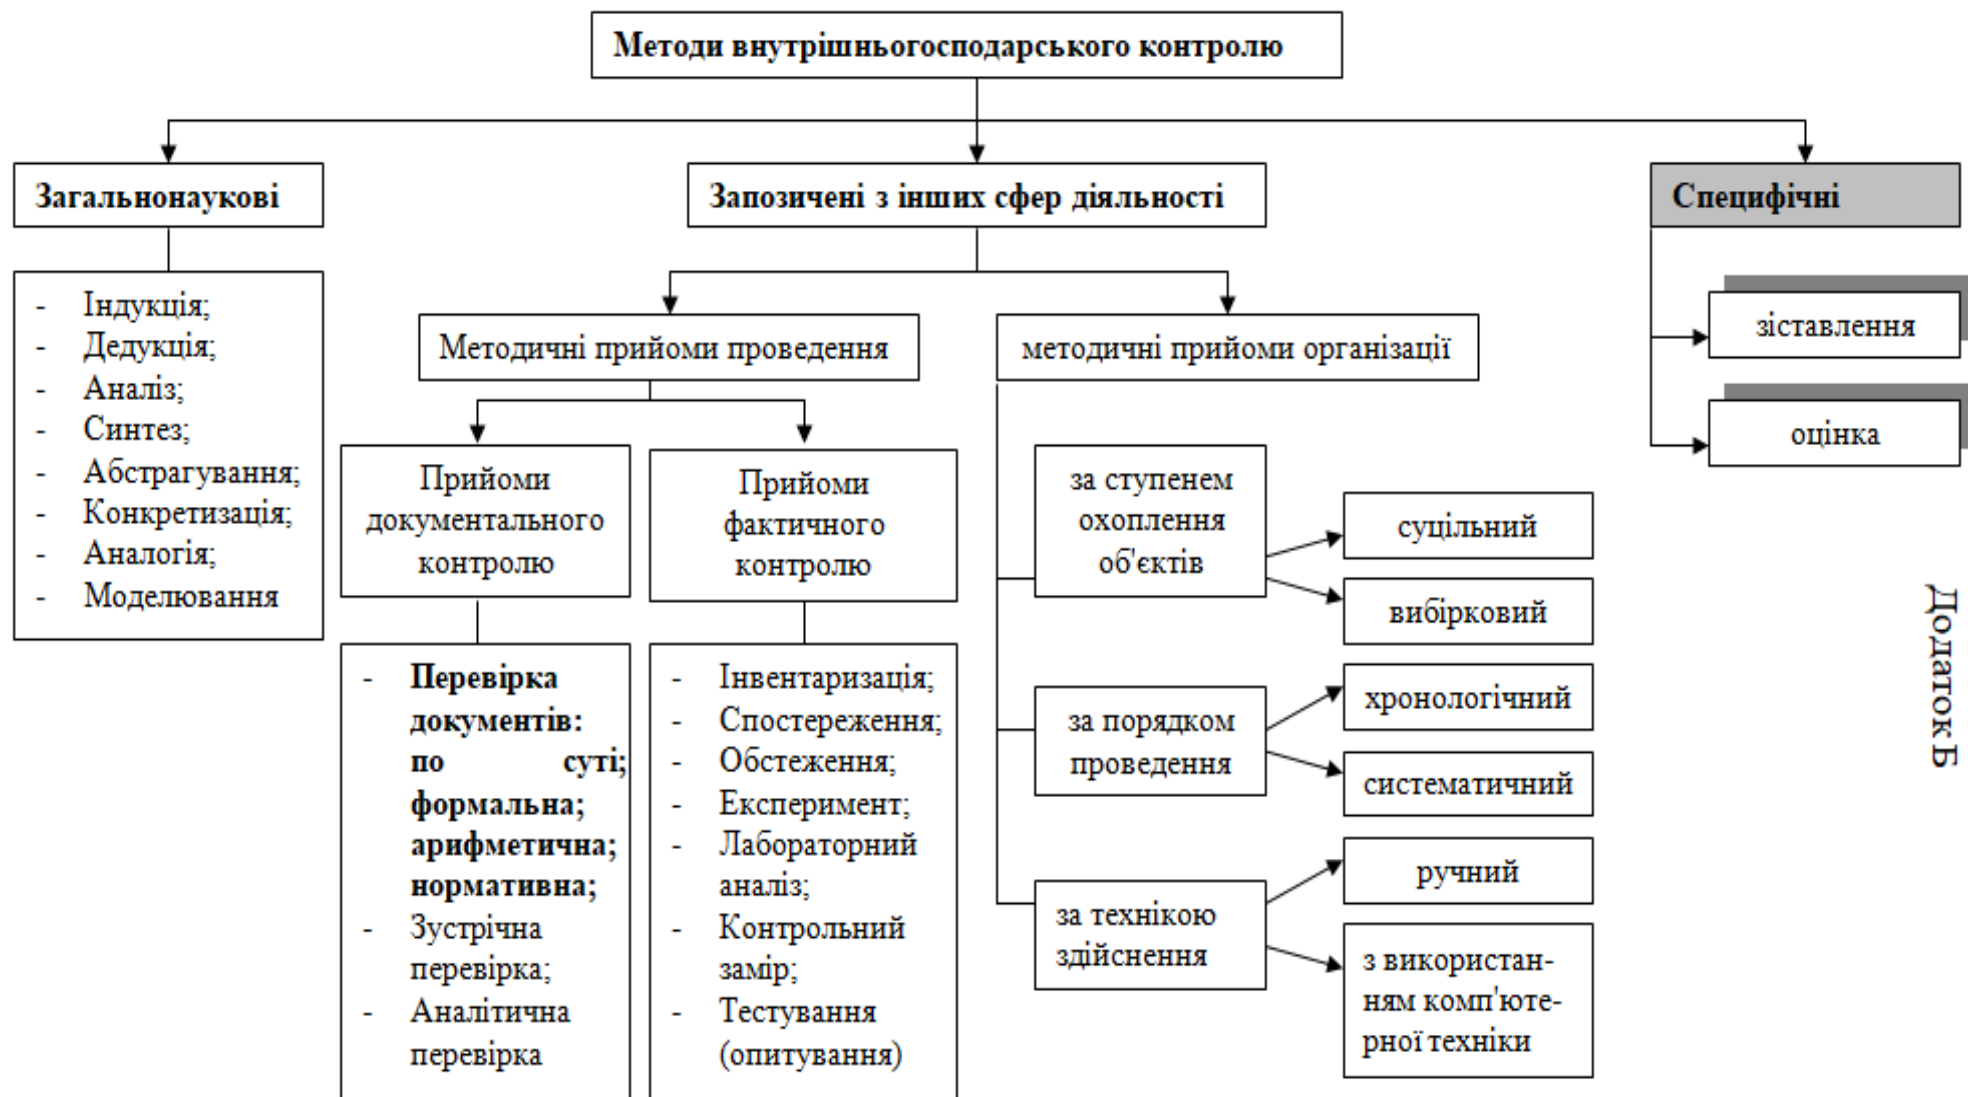 Методи внутрішньогосподарського контролю
Загальнонаукові
Запозичені з інших сфер діяльності
Специфічні
- Індукція;
- Дедукція;
- Аналіз;
- Синтез;
- Абстрагування;
- Конкретизація;
- Аналогія;
- Моделювання
Методичні прийоми проведення
методичні прийоми організації
зіставлення
оцінка
Прийоми
документального
контролю
Прийоми
фактичного
контролю
- Перевірка
документів:
по суті;
формальна;
арифметична;
нормативна;
- Зустрічна
перевірка;
- Аналітична
перевірка
- Інвентаризація;
- Спостереження;
- Обстеження;
- Експеримент;
- Лабораторний
аналіз;
- Контрольний
замір;
- Тестування
(опитування)
за ступенем
охоплення
об'єктів
суцільний
вибірковий
за порядком
проведення
хронологічний
систематичний
за технікою
здійснення
ручний
з використан-
ням комп'юте-
рної техніки
Додаток Б